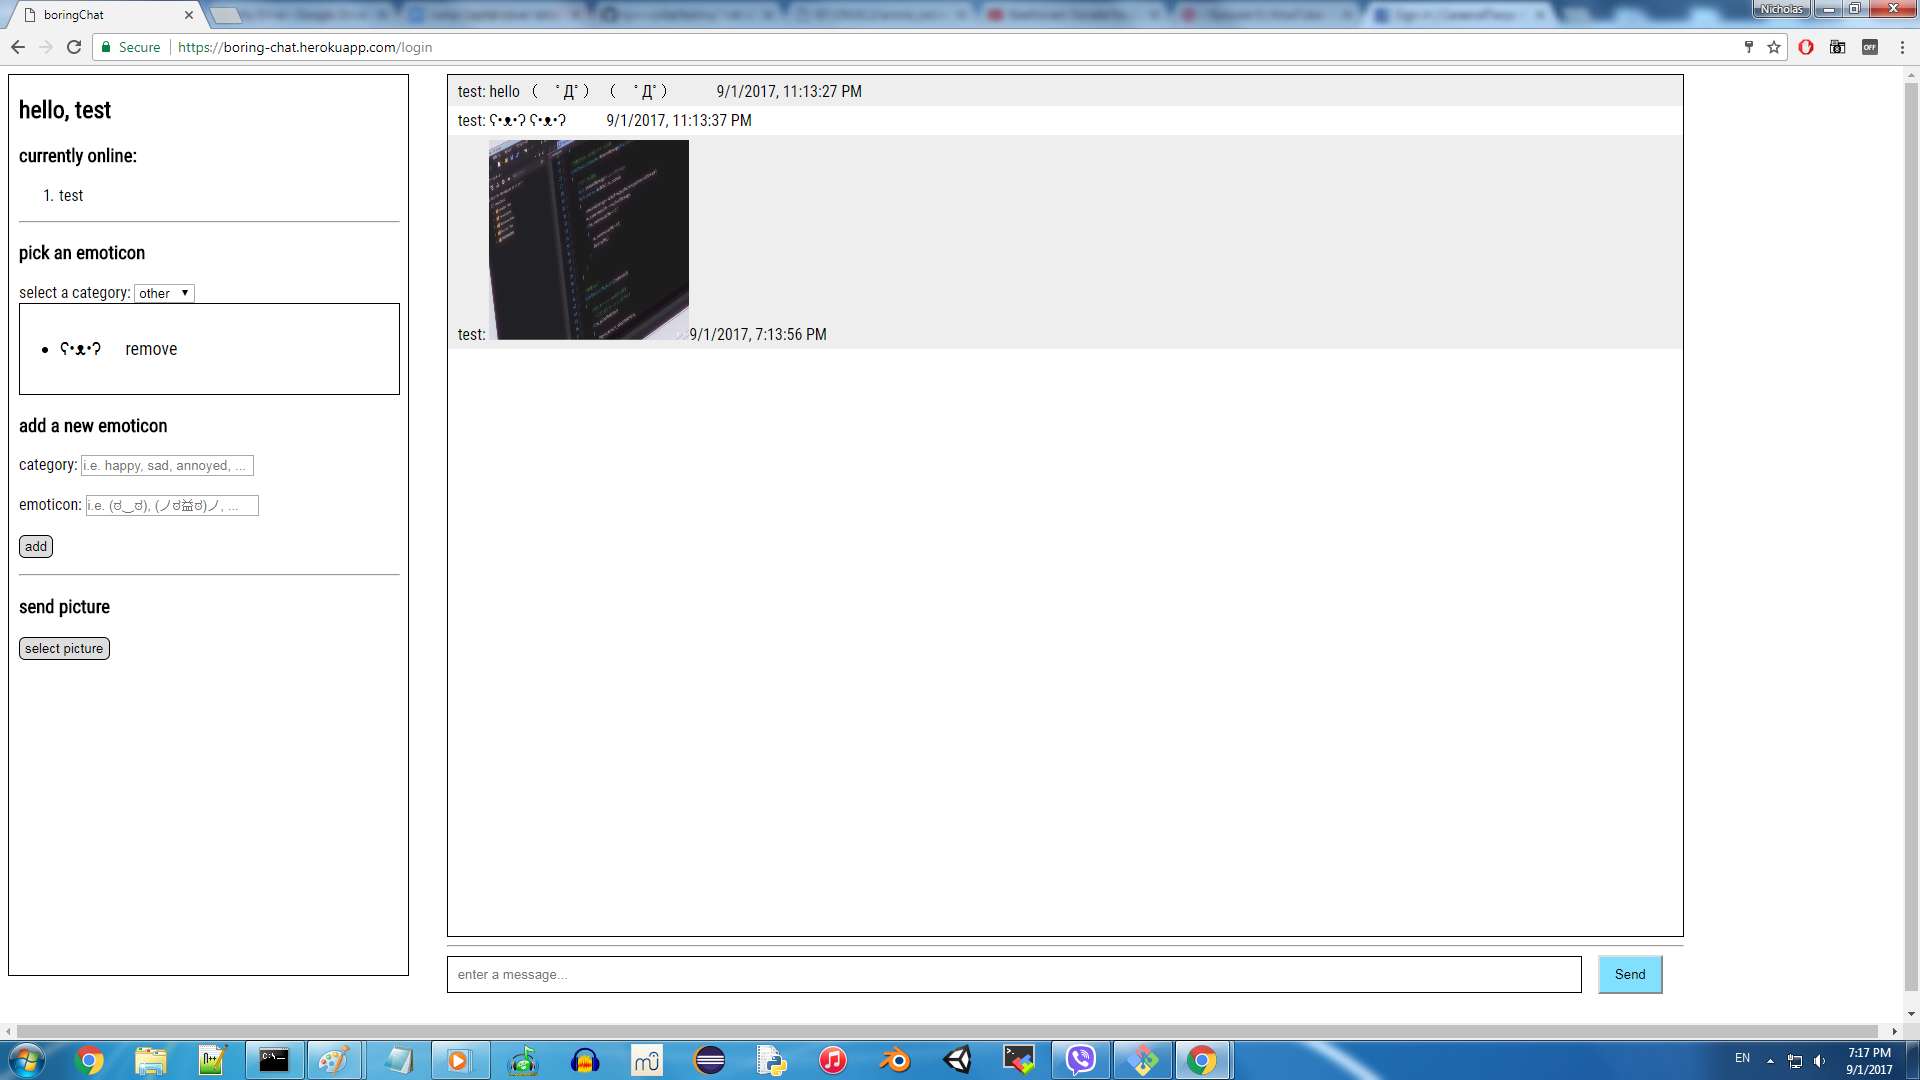 boringChat
Nicholas
Secure
https://boring-chat.herokuapp.com/login
OFF
hello, test
currently online:
1. test
pick an emoticon
select a category: other
• ʕ•ᴥ•ʔ remove
add a new emoticon
category: i.e. happy, sad, annoyed, ...
emoticon: i.e. (ಠ‿ಠ), (ノಠ益ಠ)ノ, ...
add
send picture
select picture
test: hello （ ﾟДﾟ） （ ﾟДﾟ） 9/1/2017, 11:13:27 PM
test: ʕ•ᴥ•ʔ ʕ•ᴥ•ʔ 9/1/2017, 11:13:37 PM
test: 9/1/2017, 7:13:56 PM
enter a message...
Send
EN
7:17 PM
9/1/2017